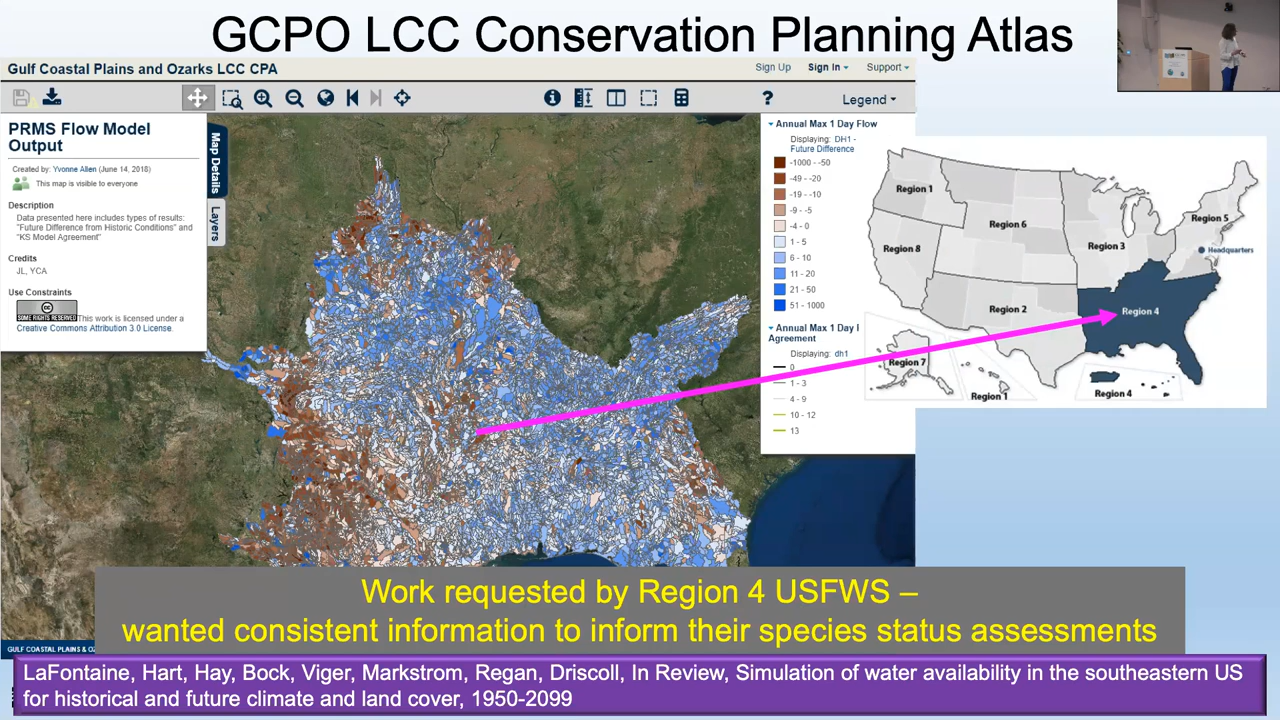 GCPO LCC Conservation Planning Atlas
Gulf Coastal Plains and Ozarks LCC CPA
Sign Up
Sign In
Support
?
Legend
PRMS Flow Model
Output
Created by: Yvonne Allen (June 14, 2018)
This map is visible to everyone
Description
Data presented here includes types of results:
"Future Difference from Historic Conditions" and
"KS Model Agreement"
Credits
JL, YCA
Use Constraints
SOME RIGHTS RESERVED
This work is licensed under a
Creative Commons Attribution 3.0 License.
Map Details
Layers
Annual Max 1 Day Flow
Displaying: DH1 -
Future Difference
-1000 - -50
-49 - -20
-19 - -10
-9 - -5
-4 - 0
1 - 5
6 - 10
11 - 20
21 - 50
51 - 1000
Annual Max 1 Day
Agreement
Displaying: dh1
0
1 - 3
4 - 9
10 - 12
13
Region 1
Region 6
Region 5
Region 3
Headquarters
Region 8
Region 2
Region 4
Region 7
Region 1
Region 4
Work requested by Region 4 USFWS –
wanted consistent information to inform their species status assessments
GULF COASTAL PLAINS & OZ
LaFontaine, Hart, Hay, Bock, Viger, Markstrom, Regan, Driscoll, In Review, Simulation of water availability in the southeastern US
for historical and future climate and land cover, 1950-2099